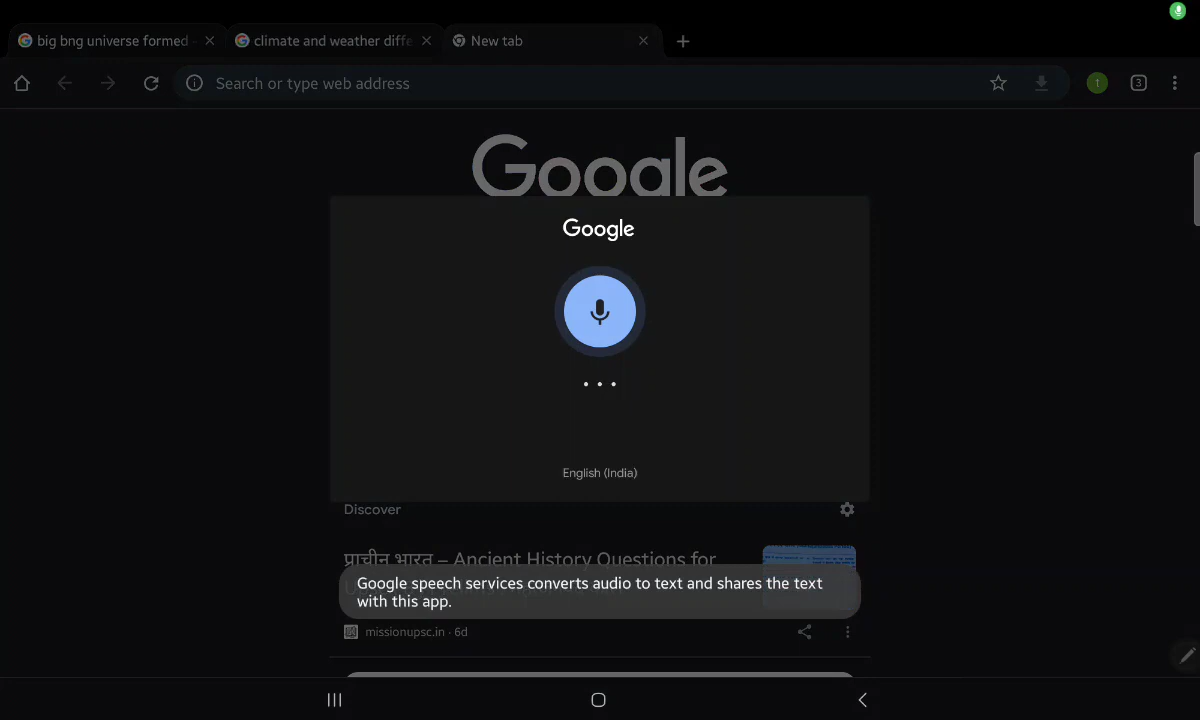 big bng universe formed
climate and weather diffe
New tab
Search or type web address
↑
3
Google
Google
English (India)
Discover
प्राचीन भारत – Ancient History Questions for
Google speech services converts audio to text and shares the text
with this app.
missionupsc.in · 6d